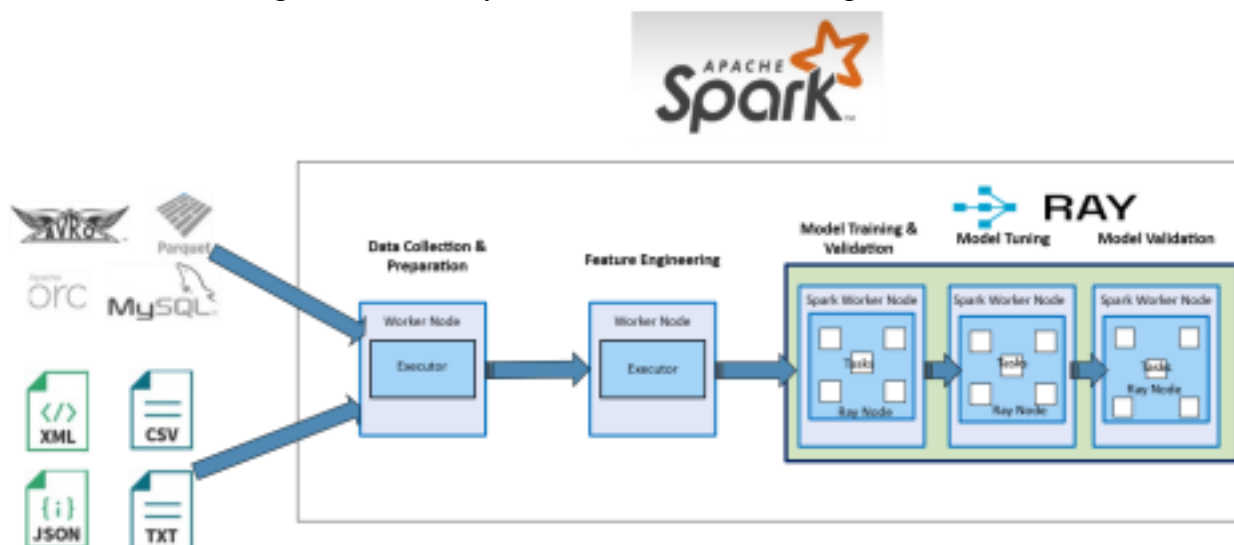 APACHE
Spark
AVRO
Parquet
Apache
orc
MySQL
XML
CSV
JSON
TXT
Data Collection &
Preparation
Worker Node
Executor
Feature Engineering
Worker Node
Executor
RAY
Model Training &
Validation
Model Tuning
Model Validation
Spark Worker Node
Tasks
Ray Node
Spark Worker Node
Tasks
Ray Node
Spark Worker Node
Tasks
Ray Node